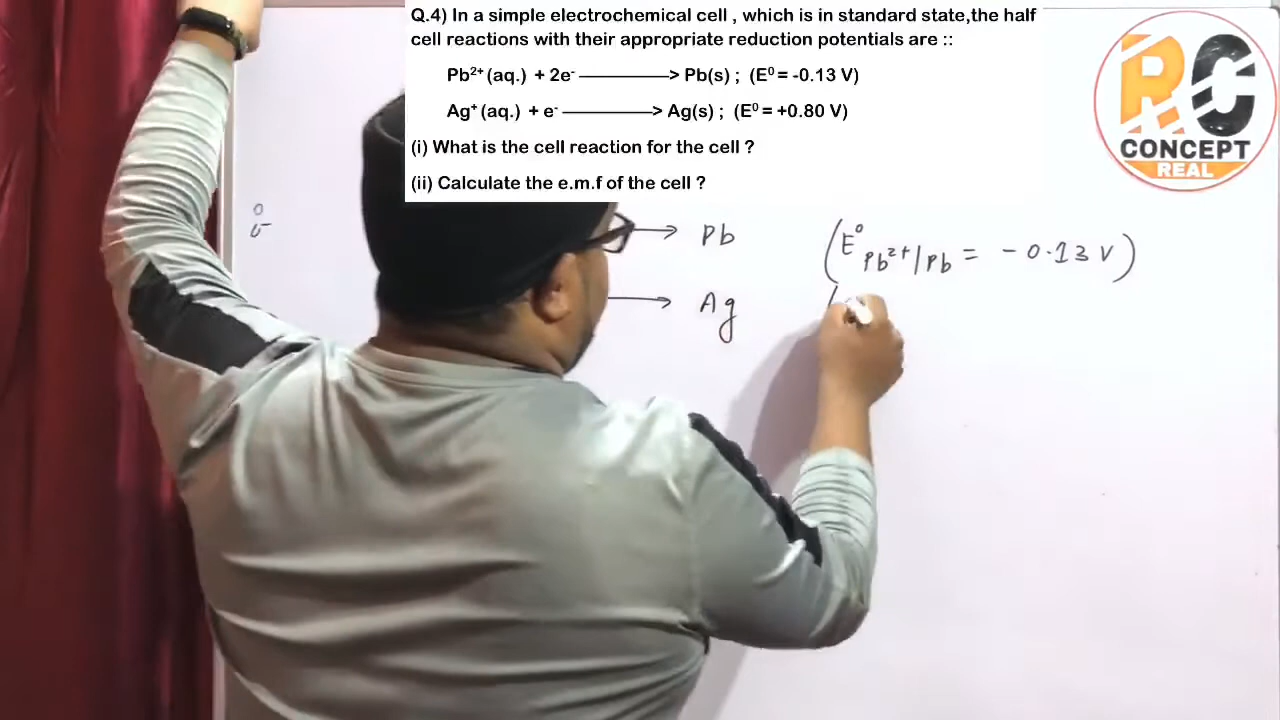 Q.4) In a simple electrochemical cell , which is in standard state,the half
cell reactions with their appropriate reduction potentials are ::
Pb²⁺ (aq.) + 2e⁻ ————> Pb(s) ; (E⁰ = -0.13 V)
Ag⁺ (aq.) + e⁻ ————> Ag(s) ; (E⁰ = +0.80 V)
(i) What is the cell reaction for the cell ?
(ii) Calculate the e.m.f of the cell ?
RC
CONCEPT
REAL
→ Pb (E⁰ Pb²⁺/Pb = - 0.13 V)
→ Ag (